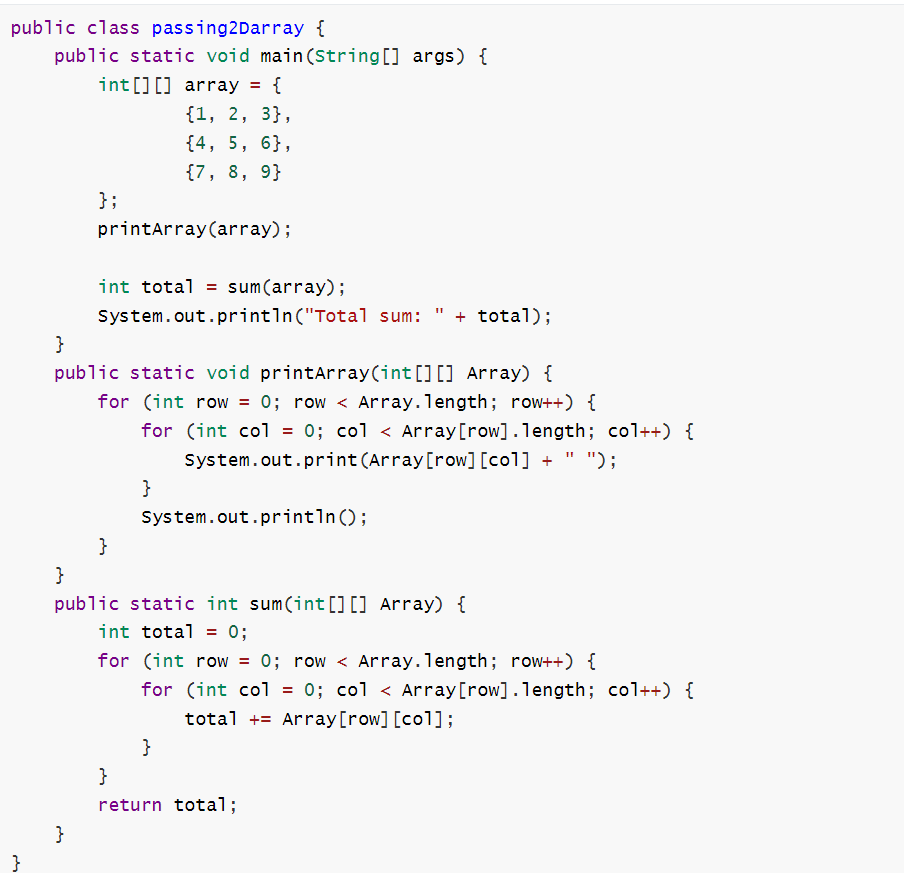 public class passing2Darray {
    public static void main(String[] args) {
        int[][] array = {
                {1, 2, 3},
                {4, 5, 6},
                {7, 8, 9}
        };
        printArray(array);

        int total = sum(array);
        System.out.println("Total sum: " + total);
    }
    public static void printArray(int[][] Array) {
        for (int row = 0; row < Array.length; row++) {
            for (int col = 0; col < Array[row].length; col++) {
                System.out.print(Array[row][col] + " ");
            }
            System.out.println();
        }
    }
    public static int sum(int[][] Array) {
        int total = 0;
        for (int row = 0; row < Array.length; row++) {
            for (int col = 0; col < Array[row].length; col++) {
                total += Array[row][col];
            }
        }
        return total;
    }
}